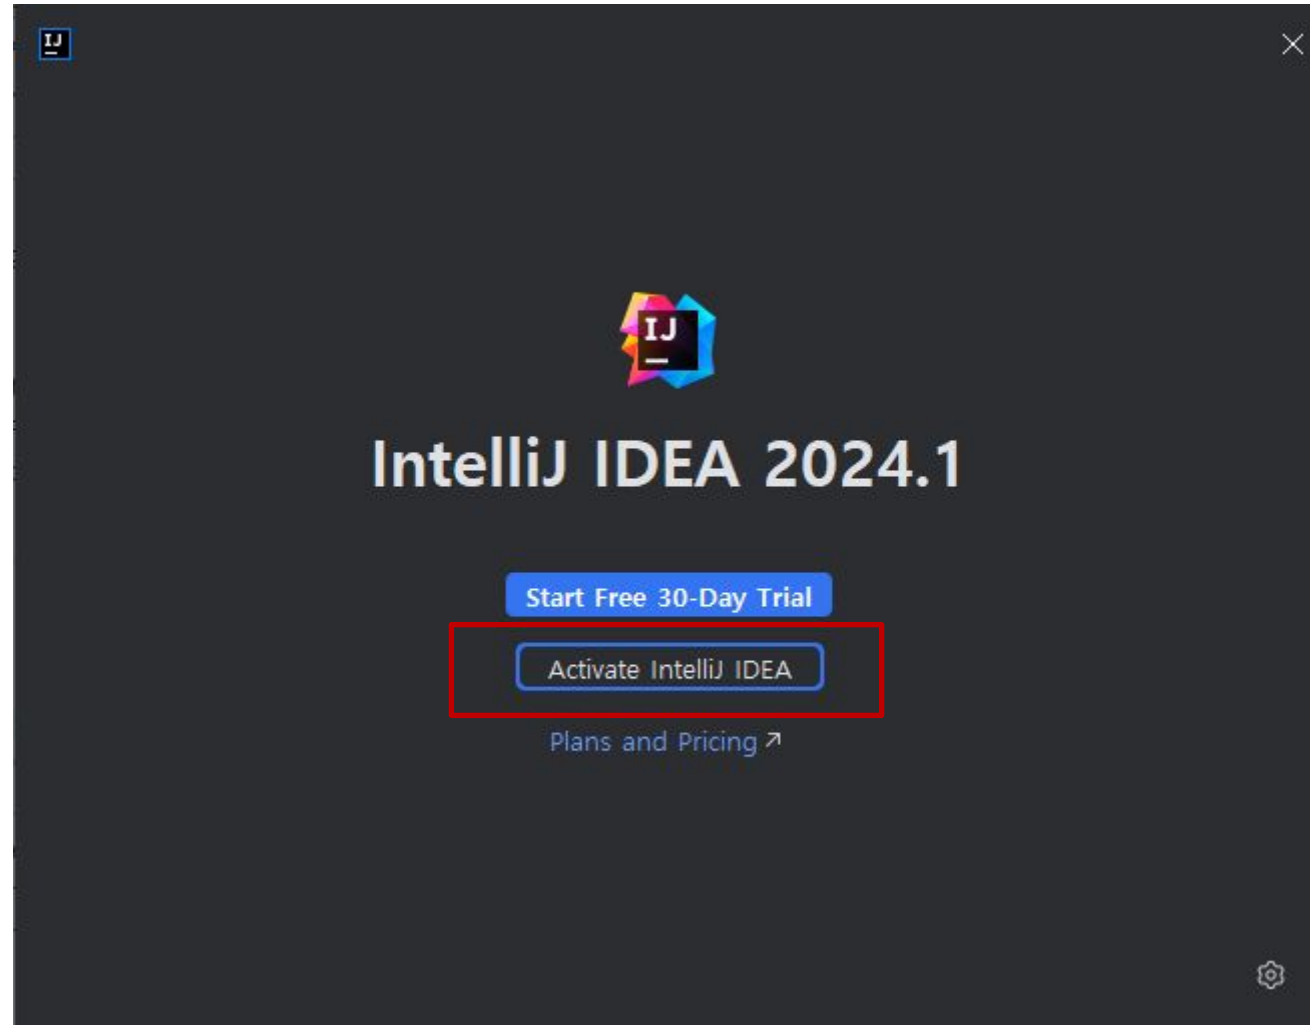 IJ
IJ
IntelliJ IDEA 2024.1
Start Free 30-Day Trial
Activate IntelliJ IDEA
Plans and Pricing ↗